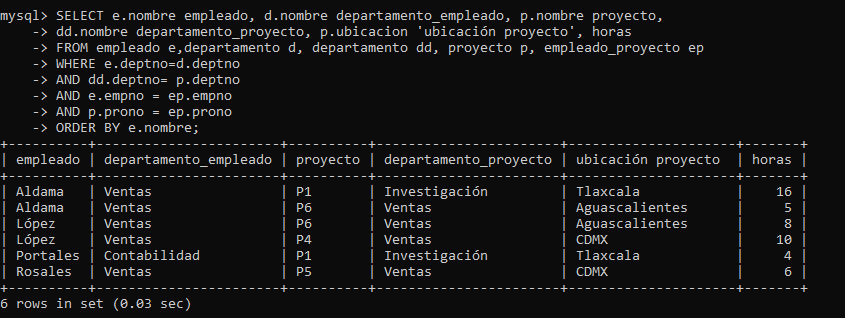 mysql> SELECT e.nombre empleado, d.nombre departamento_empleado, p.nombre proyecto,
    -> dd.nombre departamento_proyecto, p.ubicacion 'ubicación proyecto', horas
    -> FROM empleado e,departamento d, departamento dd, proyecto p, empleado_proyecto ep
    -> WHERE e.deptno=d.deptno
    -> AND dd.deptno= p.deptno
    -> AND e.empno = ep.empno
    -> AND p.prono = ep.prono
    -> ORDER BY e.nombre;
+----------+-----------------------+----------+-----------------------+--------------------+-------+
| empleado | departamento_empleado | proyecto | departamento_proyecto | ubicación proyecto | horas |
+----------+-----------------------+----------+-----------------------+--------------------+-------+
| Aldama   | Ventas                | P1       | Investigación         | Tlaxcala           |    16 |
| Aldama   | Ventas                | P6       | Ventas                | Aguascalientes     |     5 |
| López    | Ventas                | P6       | Ventas                | Aguascalientes     |     8 |
| López    | Ventas                | P4       | Ventas                | CDMX               |    10 |
| Portales | Contabilidad          | P1       | Investigación         | Tlaxcala           |     4 |
| Rosales  | Ventas                | P5       | Ventas                | CDMX               |     6 |
+----------+-----------------------+----------+-----------------------+--------------------+-------+
6 rows in set (0.03 sec)